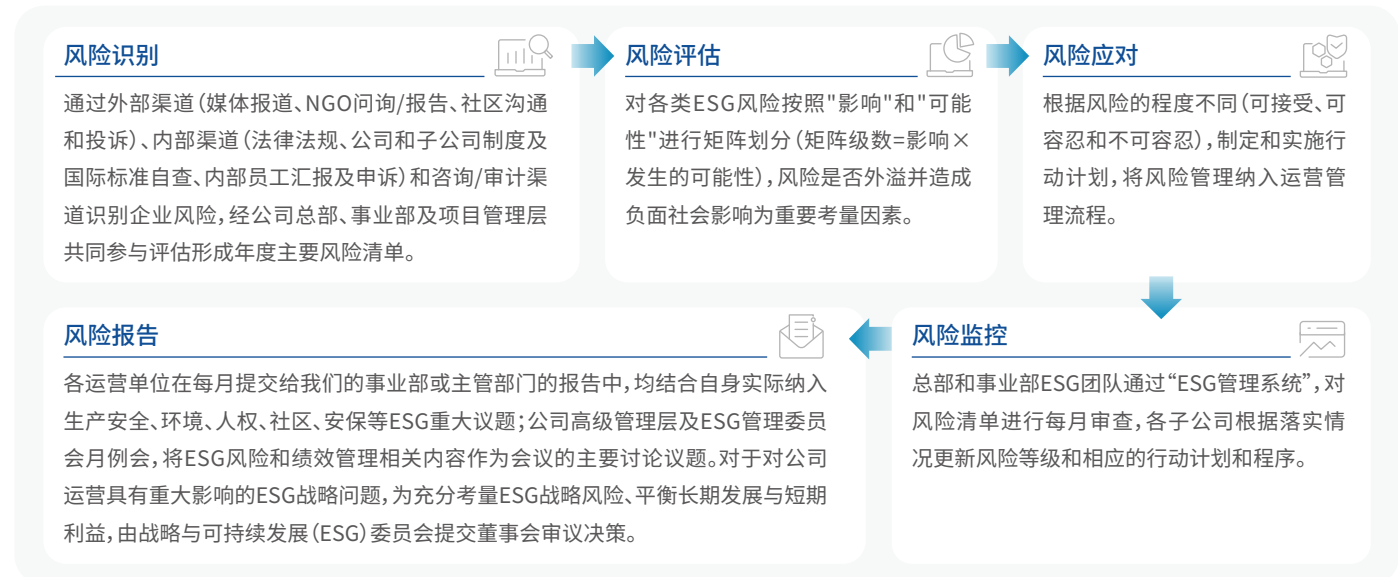 风险识别
通过外部渠道（媒体报道、NGO问询/报告、社区沟通
和投诉）、内部渠道（法律法规、公司和子公司制度及
国际标准自查、内部员工汇报及申诉）和咨询/审计渠
道识别企业风险，经公司总部、事业部及项目管理层
共同参与评估形成年度主要风险清单。
风险评估
对各类ESG风险按照"影响"和"可能
性"进行矩阵划分（矩阵级数=影响×
发生的可能性），风险是否外溢并造成
负面社会影响为重要考量因素。
风险应对
根据风险的程度不同（可接受、可
容忍和不可容忍），制定和实施行
动计划，将风险管理纳入运营管
理流程。
风险监控
总部和事业部ESG团队通过“ESG管理系统”，对
风险清单进行每月审查，各子公司根据落实情
况更新风险等级和相应的行动计划和程序。
风险报告
各运营单位在每月提交给我们的事业部或主管部门的报告中，均结合自身实际纳入
生产安全、环境、人权、社区、安保等ESG重大议题；公司高级管理层及ESG管理委员
会月例会，将ESG风险和绩效管理相关内容作为会议的主要讨论议题。对于对公司
运营具有重大影响的ESG战略问题，为充分考量ESG战略风险、平衡长期发展与短期
利益，由战略与可持续发展（ESG）委员会提交董事会审议决策。